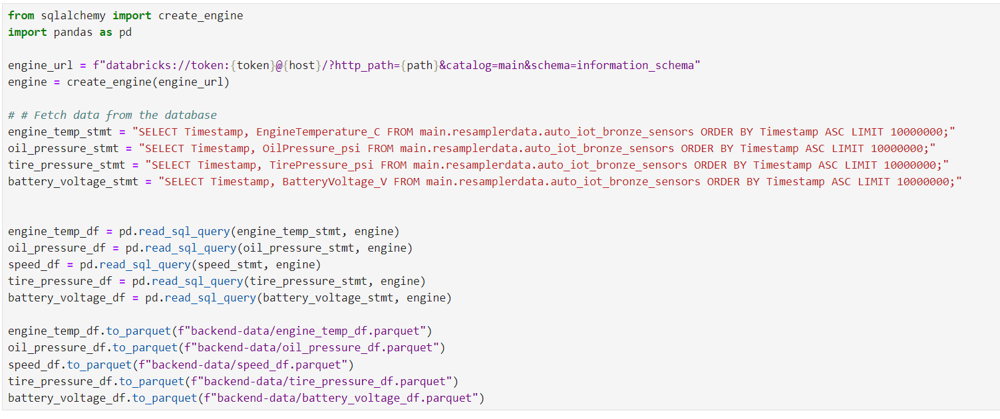 from sqlalchemy import create_engine
import pandas as pd
engine_url = f"databricks://token:{token}@{host}/?http_path={path}&catalog=main&schema=information_schema"
engine = create_engine(engine_url)
# # Fetch data from the database
engine_temp_stmt = "SELECT Timestamp, EngineTemperature_C FROM main.resamplerdata.auto_iot_bronze_sensors ORDER BY Timestamp ASC LIMIT 10000000;"
oil_pressure_stmt = "SELECT Timestamp, OilPressure_psi FROM main.resamplerdata.auto_iot_bronze_sensors ORDER BY Timestamp ASC LIMIT 10000000;"
tire_pressure_stmt = "SELECT Timestamp, TirePressure_psi FROM main.resamplerdata.auto_iot_bronze_sensors ORDER BY Timestamp ASC LIMIT 10000000;"
battery_voltage_stmt = "SELECT Timestamp, BatteryVoltage_V FROM main.resamplerdata.auto_iot_bronze_sensors ORDER BY Timestamp ASC LIMIT 10000000;"
engine_temp_df = pd.read_sql_query(engine_temp_stmt, engine)
oil_pressure_df = pd.read_sql_query(oil_pressure_stmt, engine)
speed_df = pd.read_sql_query(speed_stmt, engine)
tire_pressure_df = pd.read_sql_query(tire_pressure_stmt, engine)
battery_voltage_df = pd.read_sql_query(battery_voltage_stmt, engine)
engine_temp_df.to_parquet(f"backend-data/engine_temp_df.parquet")
oil_pressure_df.to_parquet(f"backend-data/oil_pressure_df.parquet")
speed_df.to_parquet(f"backend-data/speed_df.parquet")
tire_pressure_df.to_parquet(f"backend-data/tire_pressure_df.parquet")
battery_voltage_df.to_parquet(f"backend-data/battery_voltage_df.parquet")